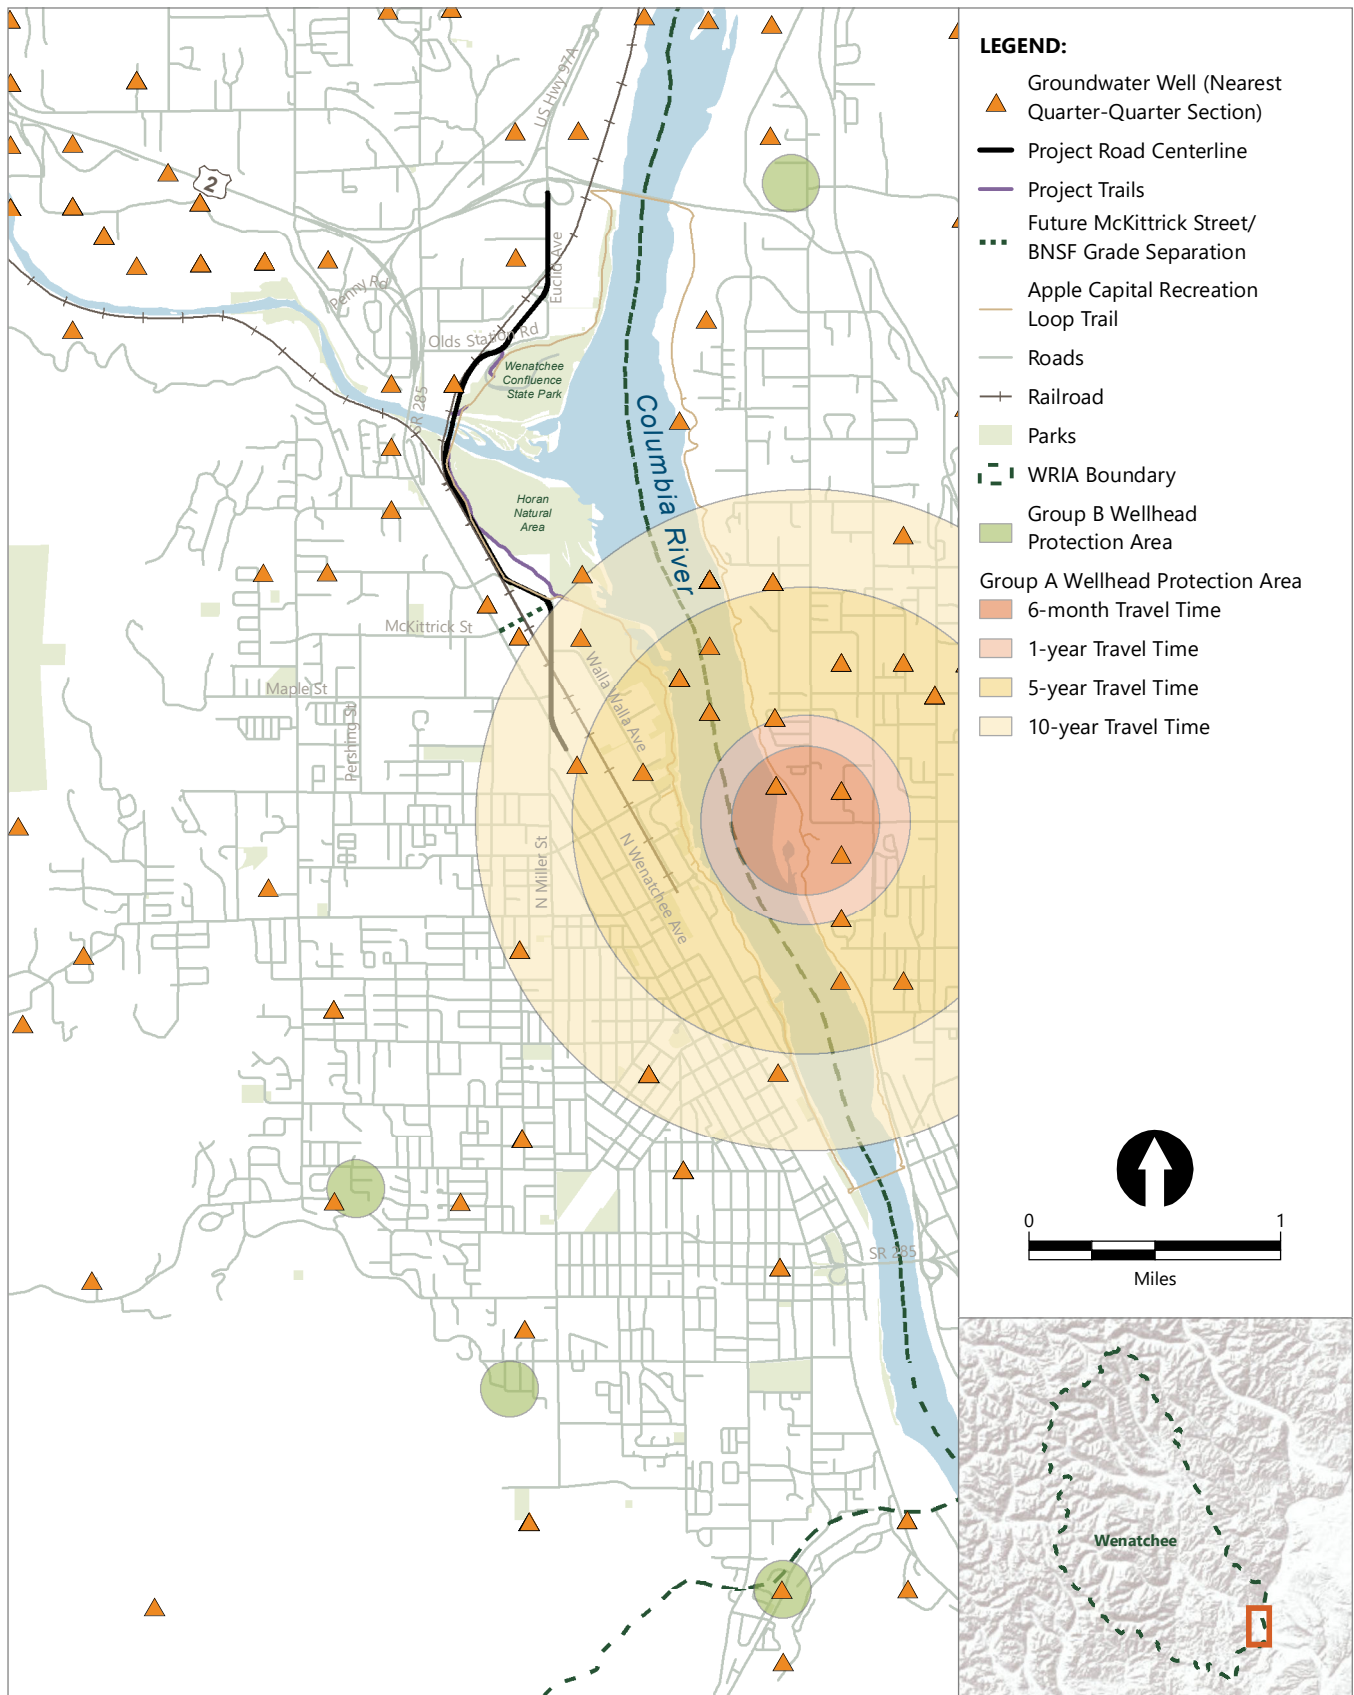 US Hwy 97A
2
Euclid Ave
Penny Rd
Olds Station Rd
Wenatchee
Confluence
State Park
SR 285
Columbia River
Horan
Natural
Area
McKittrick St
Walla Walla Ave
Maple St
Pershing St
N Miller St
N Wenatchee Ave
SR 285
LEGEND:
Groundwater Well (Nearest
Quarter-Quarter Section)
Project Road Centerline
Project Trails
Future McKittrick Street/
BNSF Grade Separation
Apple Capital Recreation
Loop Trail
Roads
Railroad
Parks
WRIA Boundary
Group B Wellhead
Protection Area
Group A Wellhead Protection Area
6-month Travel Time
1-year Travel Time
5-year Travel Time
10-year Travel Time
0 1
Miles
Wenatchee